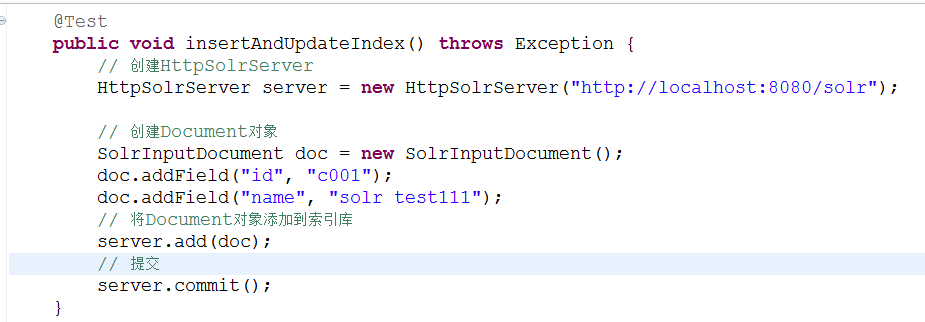 @Test
public void insertAndUpdateIndex() throws Exception {
// 创建HttpSolrServer
HttpSolrServer server = new HttpSolrServer("http://localhost:8080/solr");
// 创建Document对象
SolrInputDocument doc = new SolrInputDocument();
doc.addField("id", "c001");
doc.addField("name", "solr test111");
// 将Document对象添加到索引库
server.add(doc);
// 提交
server.commit();
}